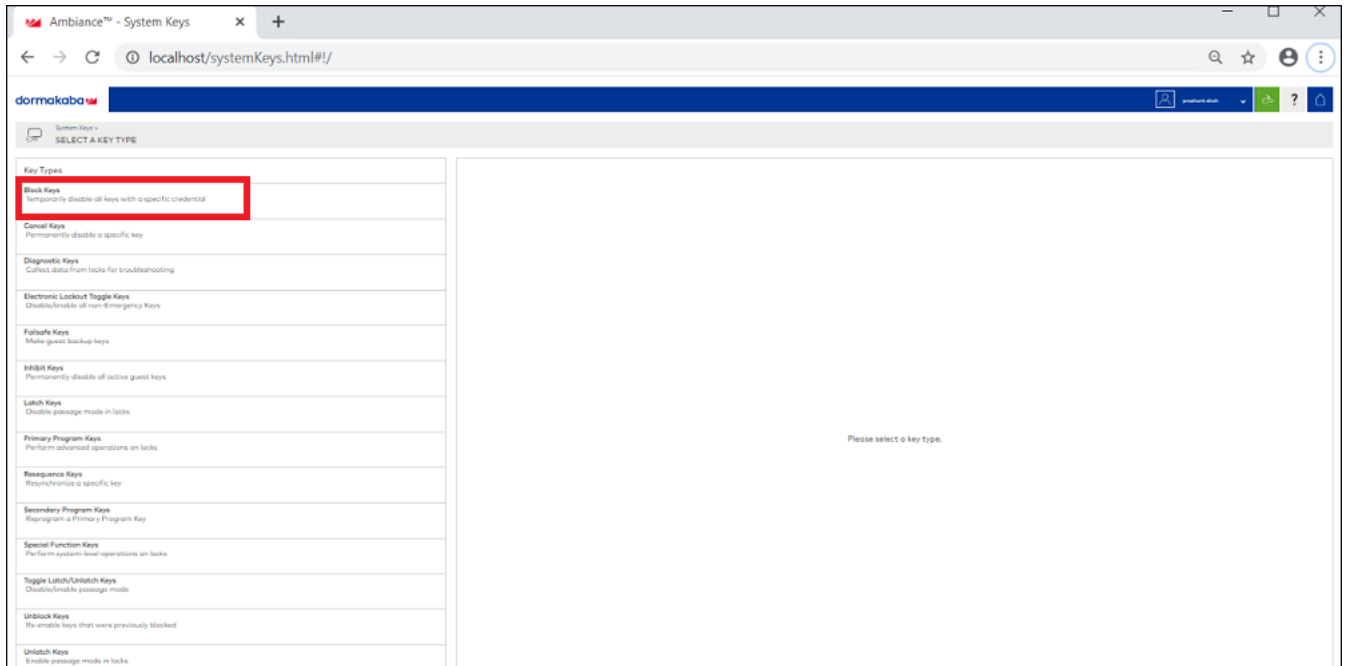 Ambiance™ - System Keys
localhost/systemKeys.html#!/
dormakaba
prashant shah
?
System Keys >
SELECT A KEY TYPE
Key Types
Block Keys
Temporarily disable all keys with a specific credential
Cancel Keys
Permanently disable a specific key
Diagnostic Keys
Collect data from locks for troubleshooting
Electronic Lockout Toggle Keys
Disable/enable all non-Emergency Keys
Failsafe Keys
Make guest backup keys
Inhibit Keys
Permanently disable all active guest keys
Latch Keys
Disable passage mode in locks
Primary Program Keys
Perform advanced operations on locks
Resequence Keys
Resynchronize a specific key
Secondary Program Keys
Reprogram a Primary Program Key
Special Function Keys
Perform system-level operations on locks
Toggle Latch/Unlatch Keys
Disable/enable passage mode
Unblock Keys
Re-enable keys that were previously blocked
Unlatch Keys
Enable passage mode in locks
Please select a key type.